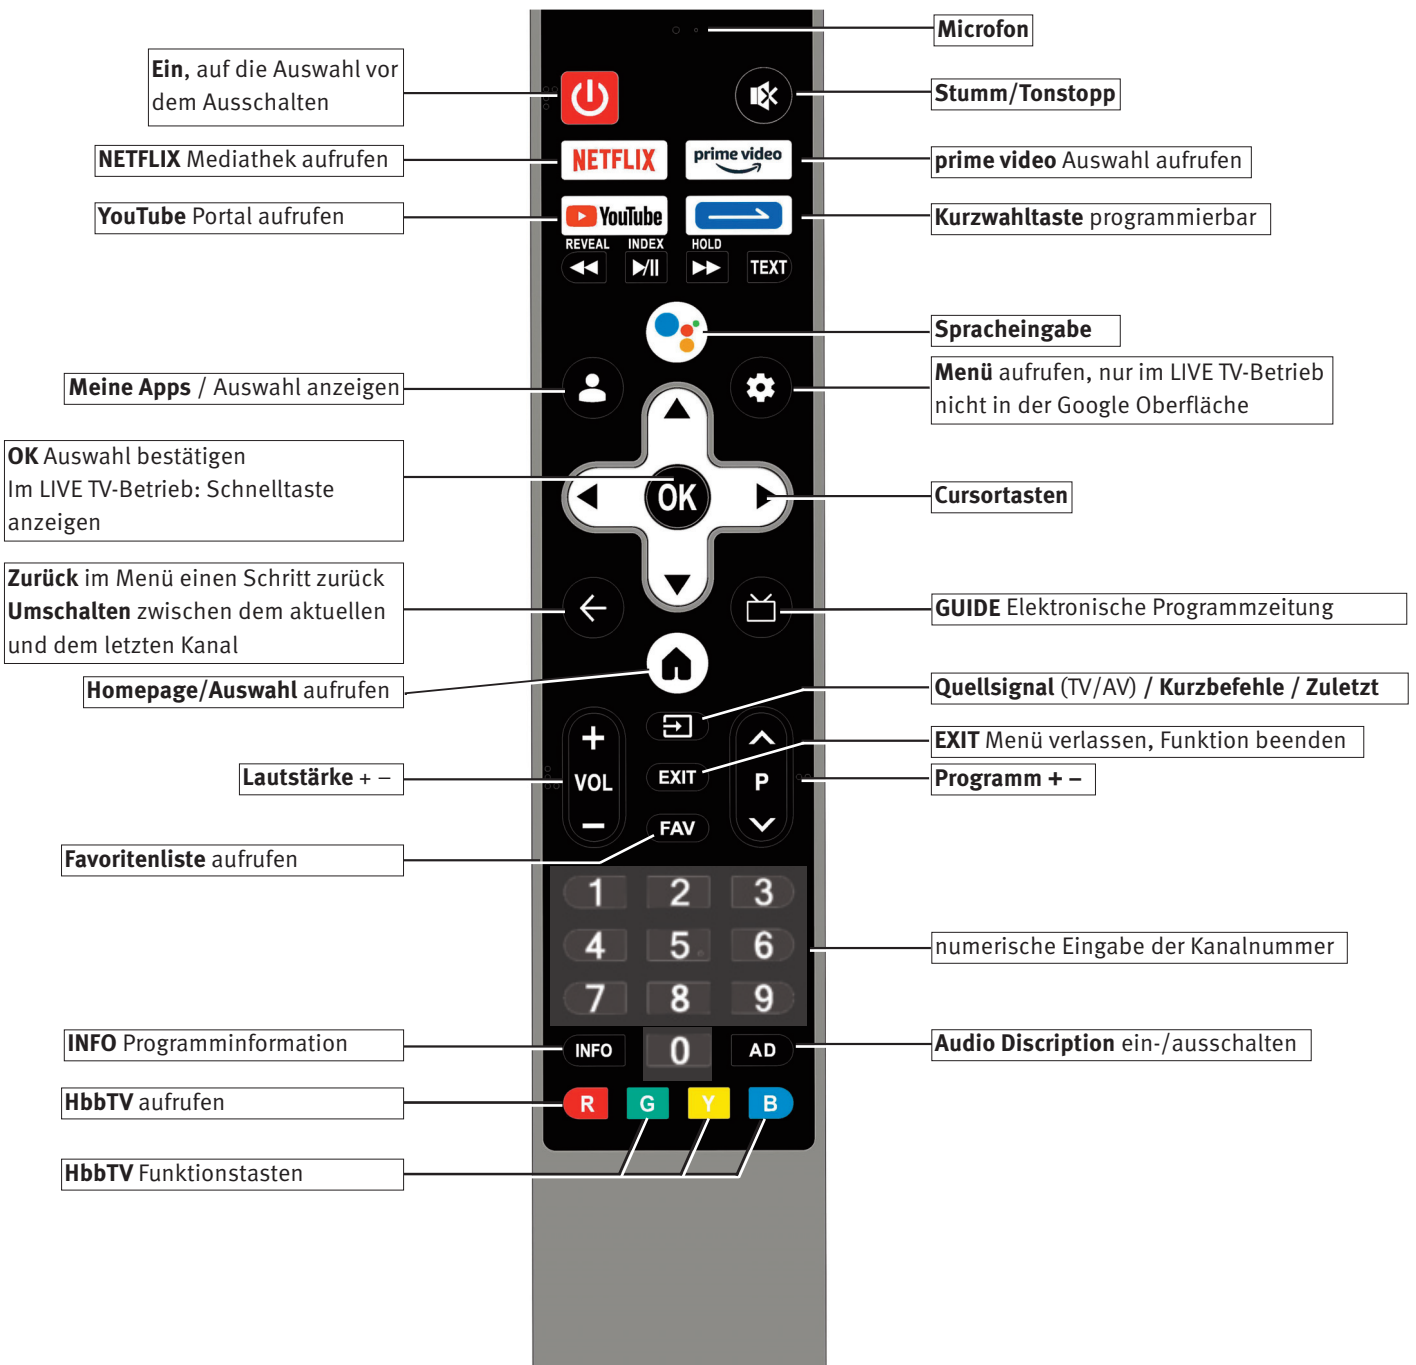 Microfon
Ein, auf die Auswahl vor
dem Ausschalten
Stumm/Tonstopp
NETFLIX Mediathek aufrufen
NETFLIX
prime video
prime video Auswahl aufrufen
YouTube Portal aufrufen
YouTube
Kurzwahltaste programmierbar
REVEAL INDEX HOLD
TEXT
Spracheingabe
Meine Apps / Auswahl anzeigen
Menü aufrufen, nur im LIVE TV-Betrieb
nicht in der Google Oberfläche
OK Auswahl bestätigen
Im LIVE TV-Betrieb: Schnelltaste
anzeigen
OK
Cursortasten
Zurück im Menü einen Schritt zurück
Umschalten zwischen dem aktuellen
und dem letzten Kanal
GUIDE Elektronische Programmzeitung
Homepage/Auswahl aufrufen
Quellsignal (TV/AV) / Kurzbefehle / Zuletzt
EXIT Menü verlassen, Funktion beenden
Lautstärke + –
+
VOL
–
EXIT
P
Programm + –
FAV
Favoritenliste aufrufen
1 2 3
4 5 6
7 8 9
numerische Eingabe der Kanalnummer
INFO Programminformation
INFO 0 AD
Audio Discription ein-/ausschalten
HbbTV aufrufen
R G Y B
HbbTV Funktionstasten